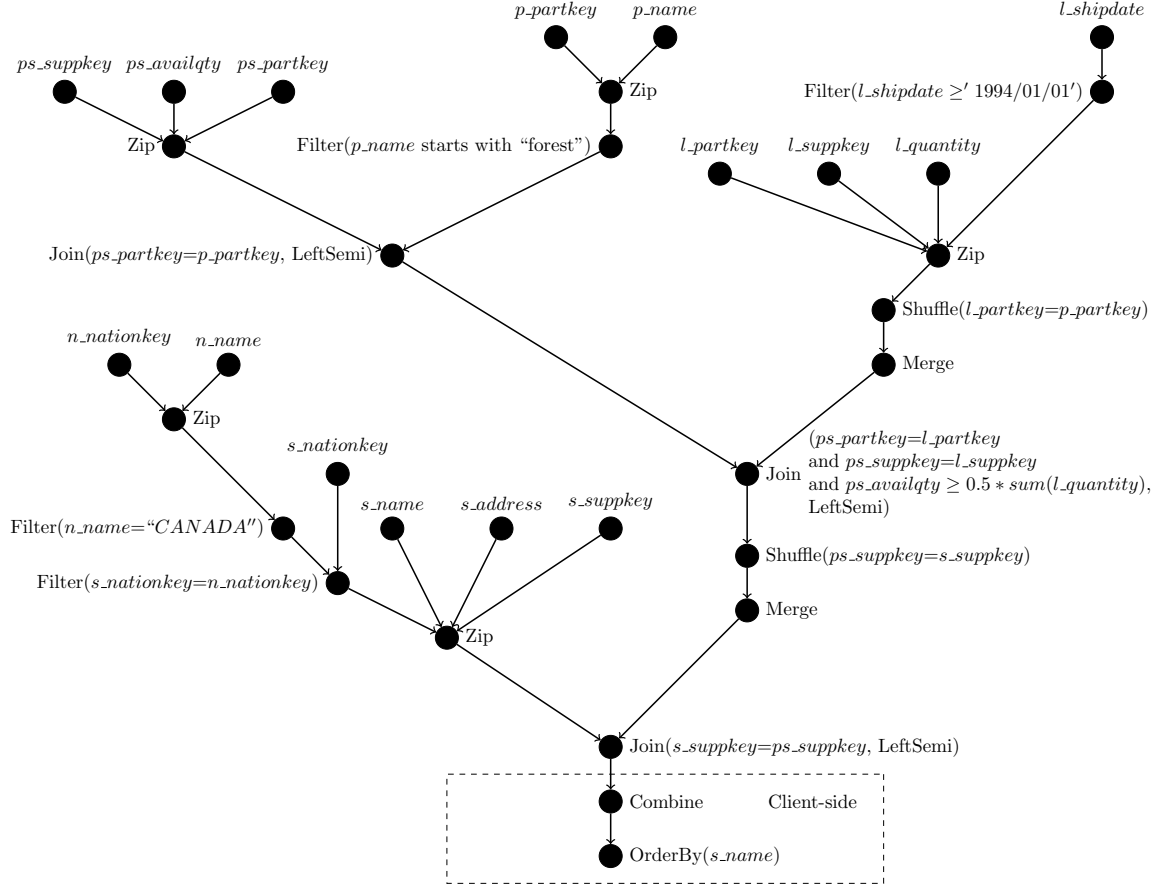 p_partkey p_name l_shipdate
ps_suppkey ps_availqty ps_partkey
Zip
Filter(l_shipdate ≥′ 1994/01/01′)
Zip
Filter(p_name starts with “forest”)
l_partkey l_suppkey l_quantity
Join(ps_partkey=p_partkey, LeftSemi)
Zip
Shuffle(l_partkey=p_partkey)
n_nationkey n_name
Merge
Zip
s_nationkey
Join
(ps_partkey=l_partkey
and ps_suppkey=l_suppkey
and ps_availqty ≥ 0.5 * sum(l_quantity),
LeftSemi)
s_name s_address s_suppkey
Filter(n_name=“CANADA″)
Shuffle(ps_suppkey=s_suppkey)
Filter(s_nationkey=n_nationkey)
Merge
Zip
Join(s_suppkey=ps_suppkey, LeftSemi)
Combine Client-side
OrderBy(s_name)